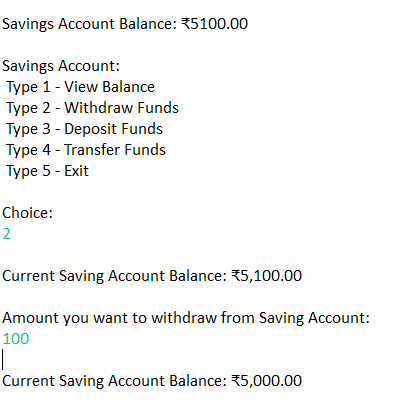 Savings Account Balance: ₹5100.00
Savings Account:
Type 1 - View Balance
Type 2 - Withdraw Funds
Type 3 - Deposit Funds
Type 4 - Transfer Funds
Type 5 - Exit
Choice:
2
Current Saving Account Balance: ₹5,100.00
Amount you want to withdraw from Saving Account:
100
Current Saving Account Balance: ₹5,000.00